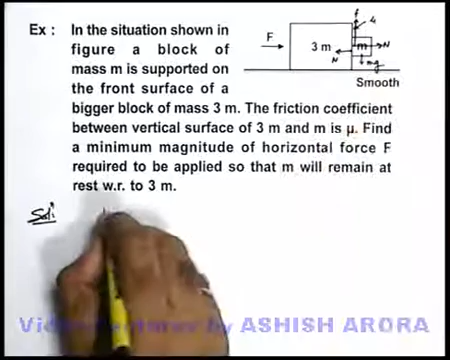 Ex : In the situation shown in
figure a block of
mass m is supported on
the front surface of a
bigger block of mass 3 m. The friction coefficient
between vertical surface of 3 m and m is μ. Find
a minimum magnitude of horizontal force F
required to be applied so that m will remain at
rest w.r. to 3 m.
F
3 m
f
m
N
N
mg
Smooth
Sol:
by ASHISH ARORA